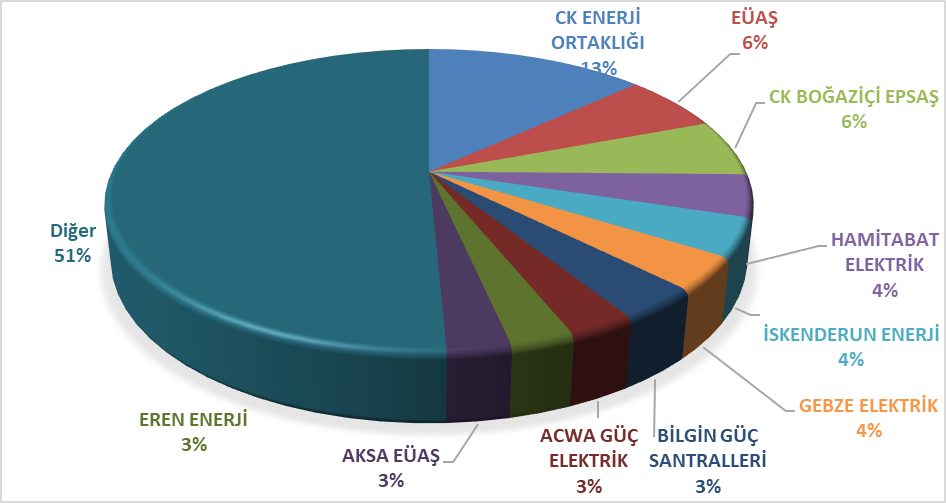 CK ENERJİ
ORTAKLIĞI
13%
EÜAŞ
6%
CK BOĞAZİÇİ EPSAŞ
6%
HAMİTABAT
ELEKTRİK
4%
İSKENDERUN ENERJİ
4%
GEBZE ELEKTRİK
4%
BİLGİN GÜÇ
SANTRALLERİ
3%
ACWA GÜÇ
ELEKTRİK
3%
AKSA EÜAŞ
3%
EREN ENERJİ
3%
Diğer
51%